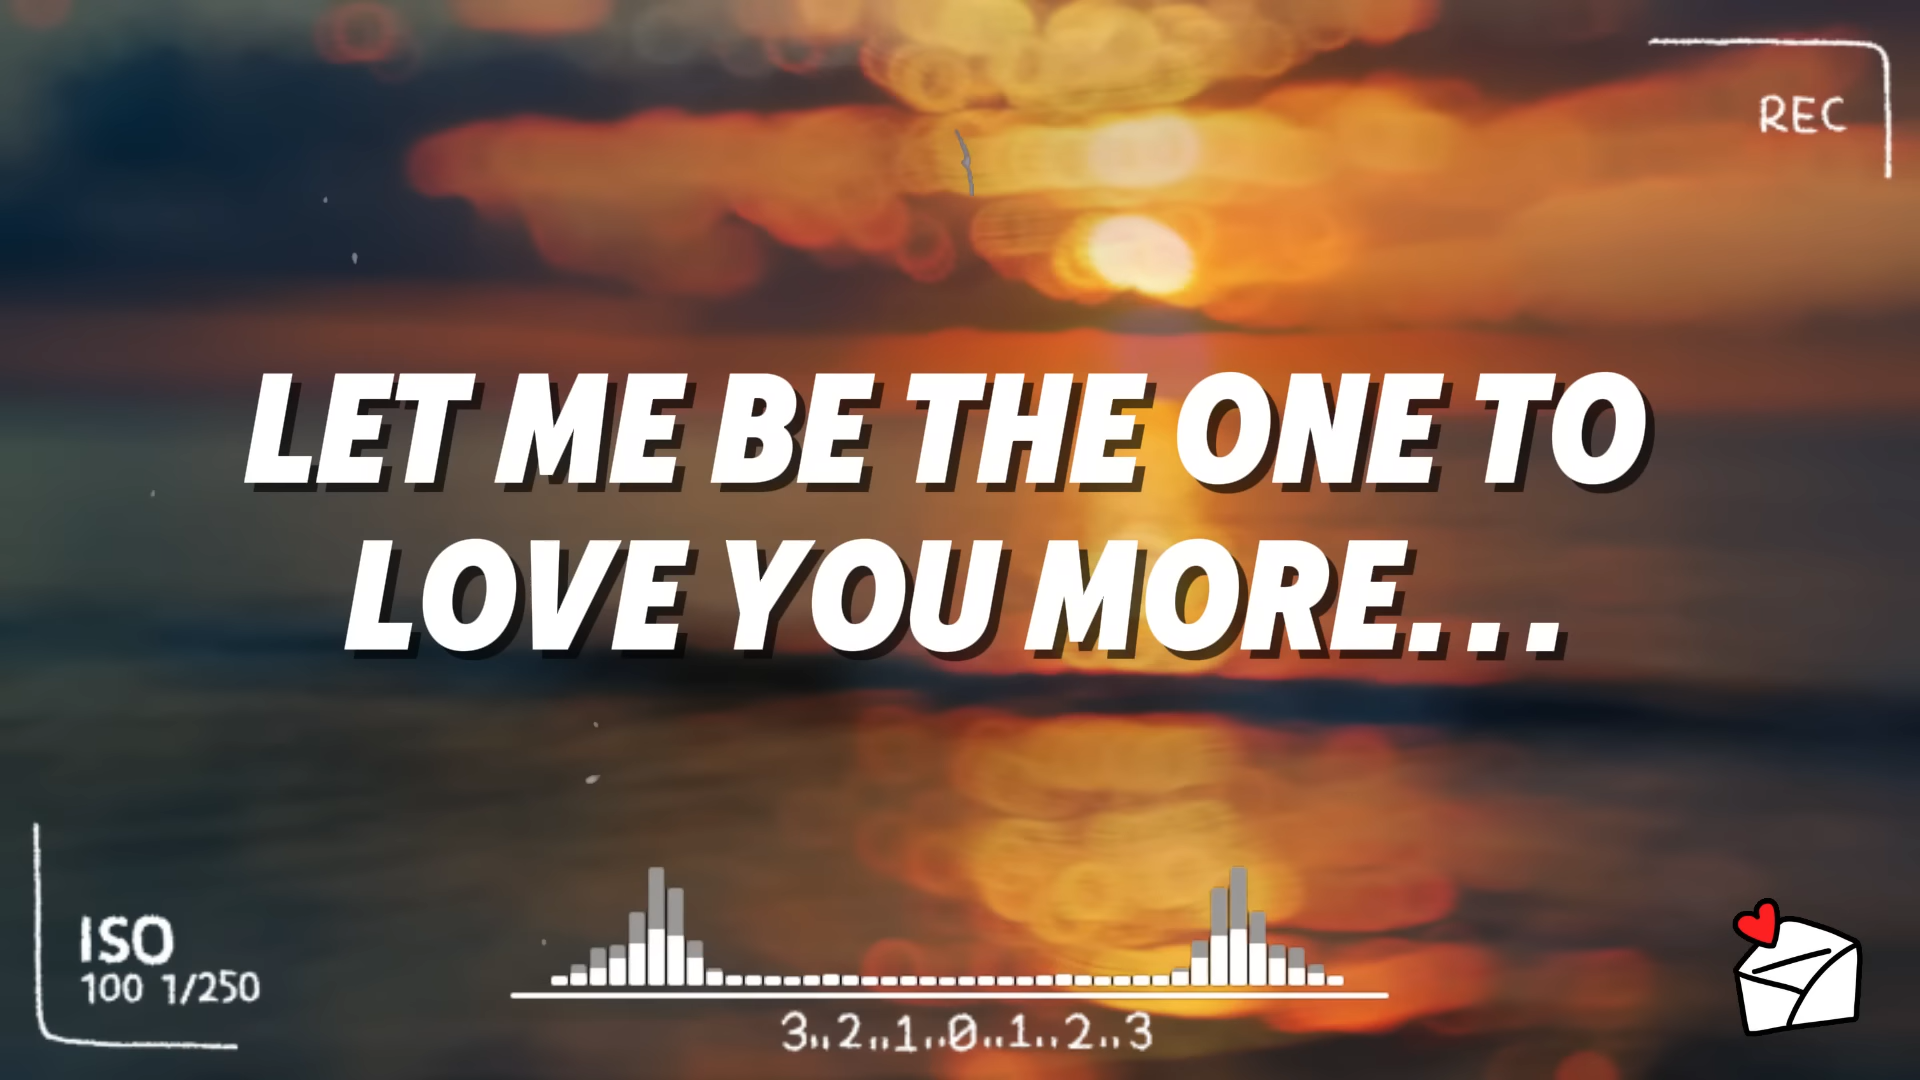 REC
LET ME BE THE ONE TO
LOVE YOU MORE...
ISO
100 1/250
3..2..1..0..1..2..3